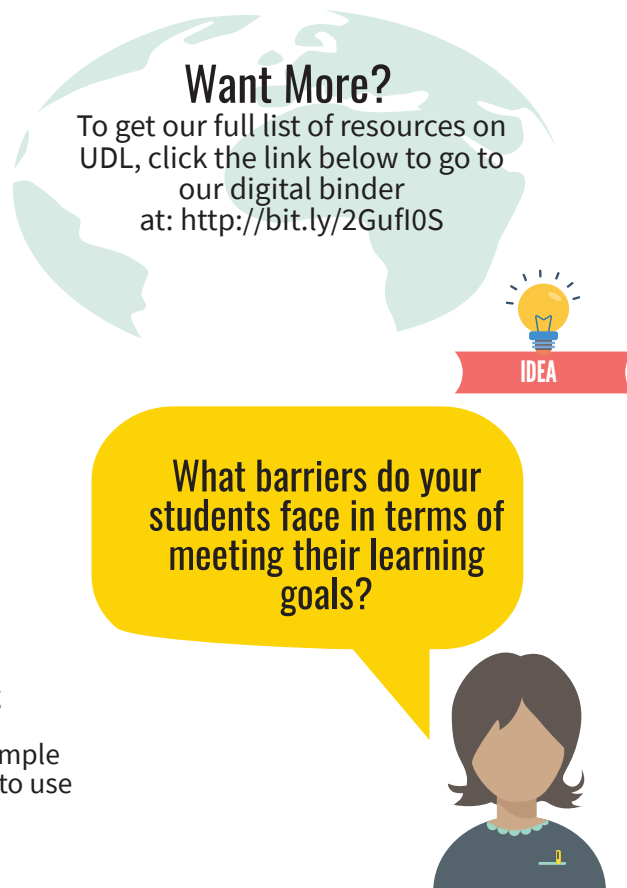 Want More?
To get our full list of resources on
UDL, click the link below to go to
our digital binder
at: http://bit.ly/2GufI0S
IDEA
What barriers do your
students face in terms of
meeting their learning
goals?
to use